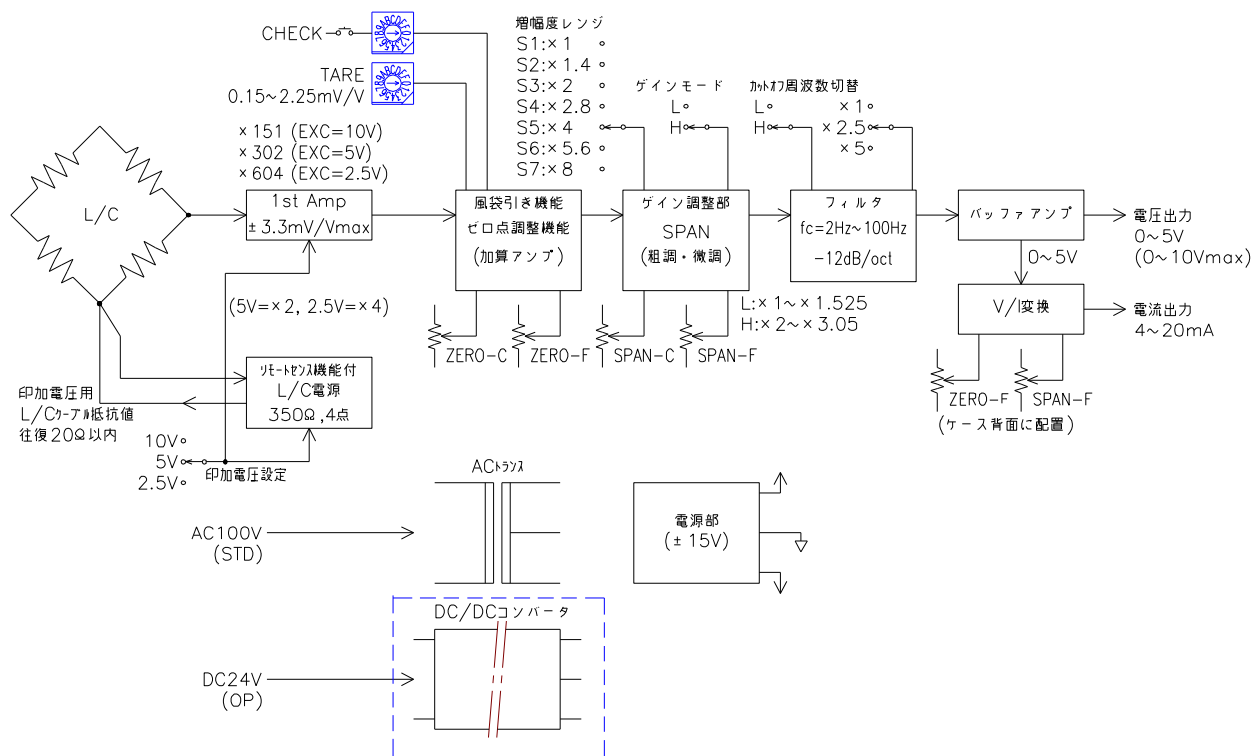 CHECK
TARE
0.15~2.25mV/V
×151 (EXC=10V)
×302 (EXC=5V)
×604 (EXC=2.5V)
増幅度レンジ
S1:×1
S2:×1.4
S3:×2
S4:×2.8
S5:×4
S6:×5.6
S7:×8
ゲインモード
L
H
カットオフ周波数切替
L
H
×1
×2.5
×5
L/C
1st Amp
±3.3mV/Vmax
風袋引き機能
ゼロ点調整機能
(加算アンプ)
ゲイン調整部
SPAN
(粗調・微調)
フィルタ
fc=2Hz~100Hz
-12dB/oct
バッファアンプ
電圧出力
0~5V
(0~10Vmax)
0~5V
V/I変換
電流出力
4~20mA
(5V=×2, 2.5V=×4)
L:×1~×1.525
H:×2~×3.05
ZERO-C
ZERO-F
SPAN-C
SPAN-F
ZERO-F
SPAN-F
(ケース背面に配置)
リモートセンス機能付
L/C電源
350Ω,4点
印加電圧用
L/Cケーブル抵抗値
往復20Ω以内
10V
5V
2.5V
印加電圧設定
ACトランス
AC100V
(STD)
電源部
(±15V)
DC/DCコンバータ
DC24V
(OP)